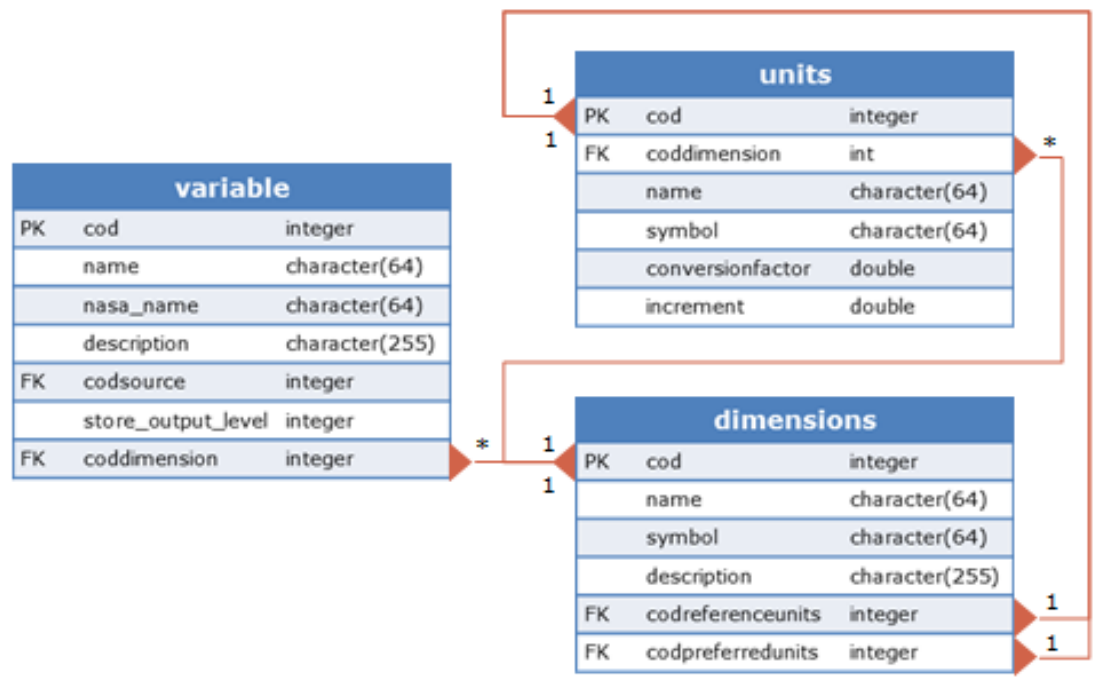 variable
PK cod integer
name character(64)
nasa_name character(64)
description character(255)
FK codsource integer
store_output_level integer
FK coddimension integer
*
units
1
PK cod integer
1
FK coddimension int
*
name character(64)
symbol character(64)
conversionfactor double
increment double
dimensions
1
PK cod integer
1
name character(64)
symbol character(64)
description character(255)
FK codreferenceunits integer
1
FK codpreferredunits integer
1